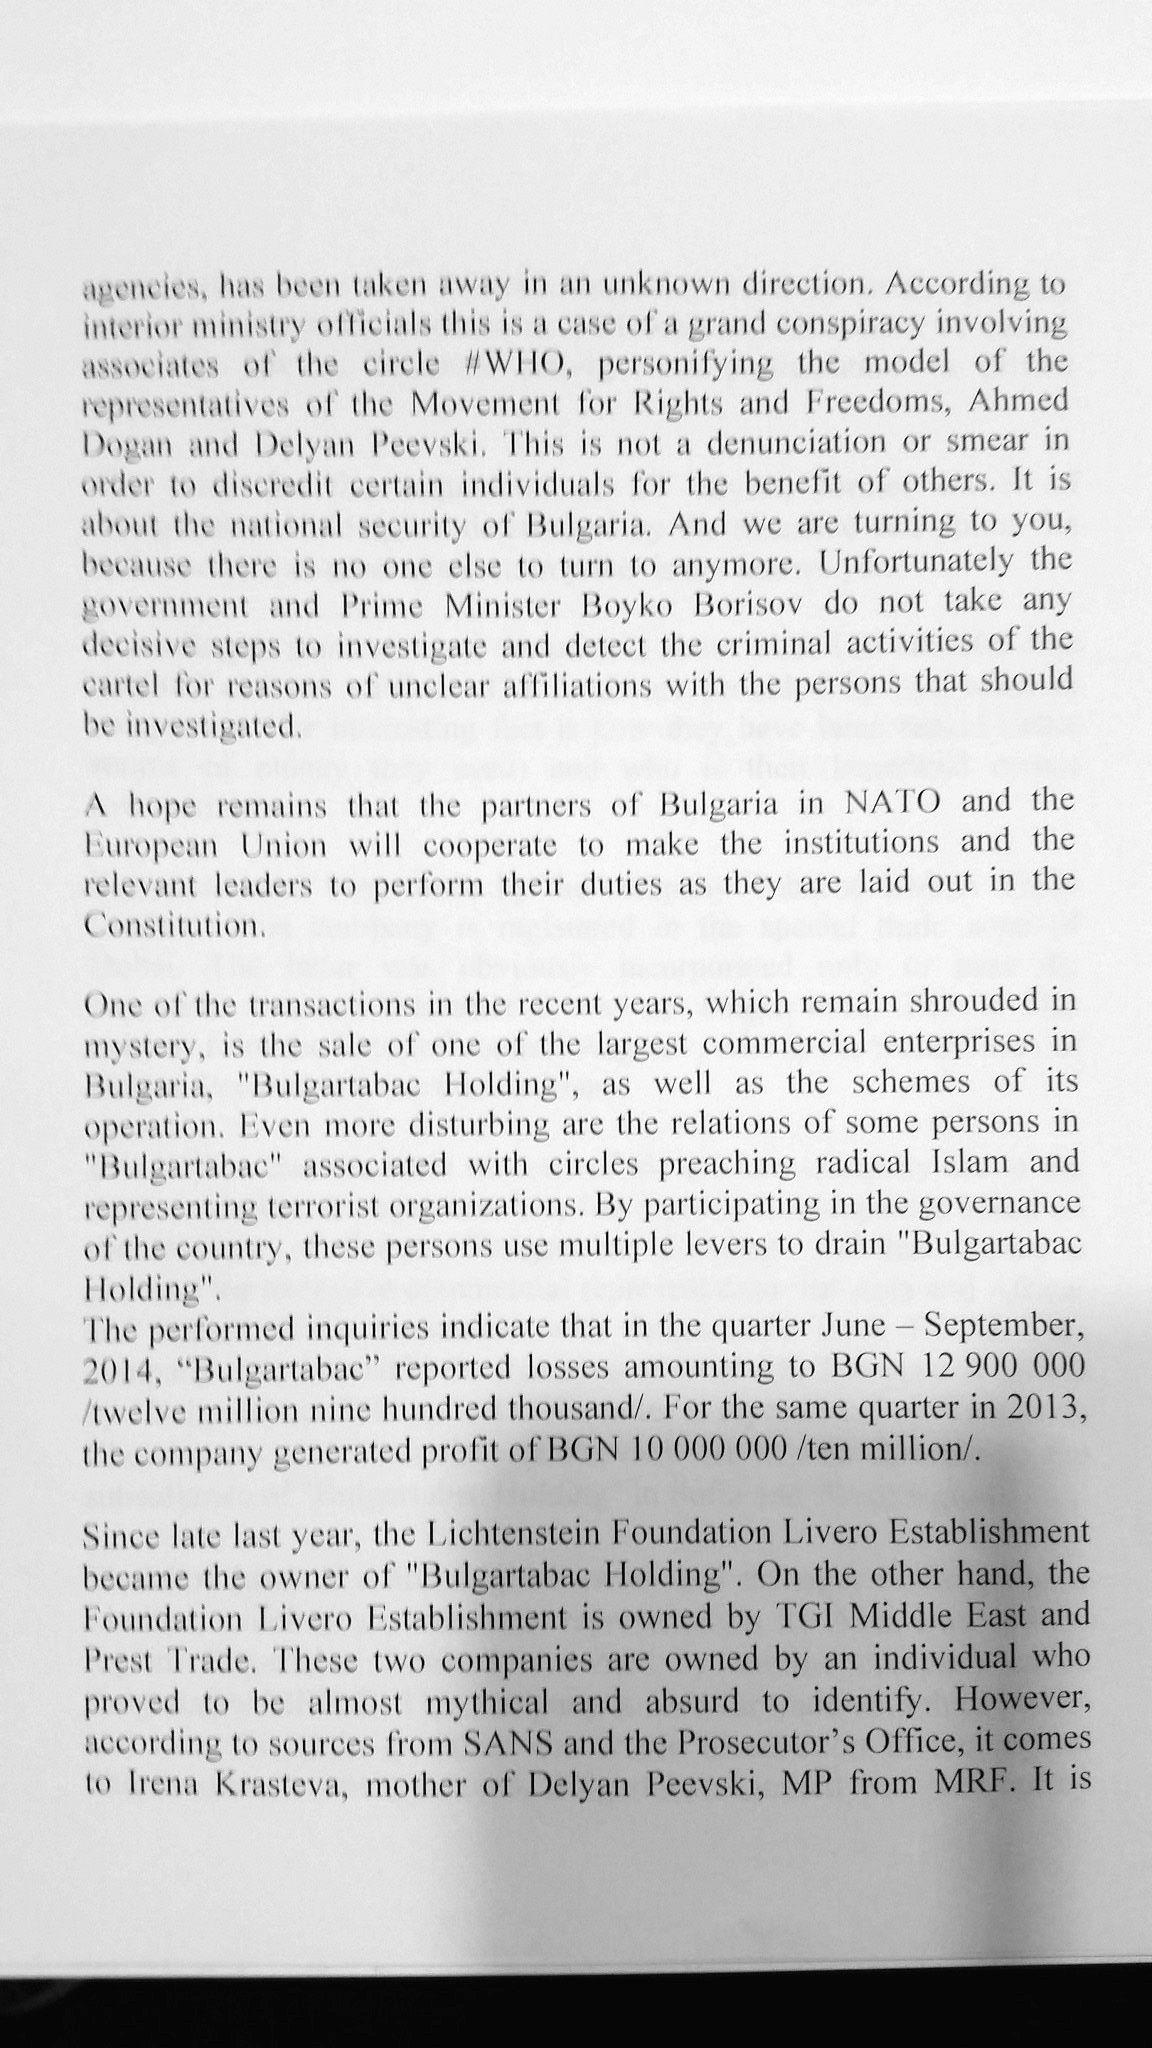 agencies, has been taken away in an unknown direction. According to
interior ministry officials this is a case of a grand conspiracy involving
associates of the circle #WHO, personifying the model of the
representatives of the Movement for Rights and Freedoms, Ahmed
Dogan and Delyan Peevski. This is not a denunciation or smear in
order to discredit certain individuals for the benefit of others. It is
about the national security of Bulgaria. And we are turning to you,
because there is no one else to turn to anymore. Unfortunately the
government and Prime Minister Boyko Borisov do not take any
decisive steps to investigate and detect the criminal activities of the
cartel for reasons of unclear affiliations with the persons that should
be investigated.
A hope remains that the partners of Bulgaria in NATO and the
European Union will cooperate to make the institutions and the
relevant leaders to perform their duties as they are laid out in the
Constitution.
One of the transactions in the recent years, which remain shrouded in
mystery, is the sale of one of the largest commercial enterprises in
Bulgaria, "Bulgartabac Holding", as well as the schemes of its
operation. Even more disturbing are the relations of some persons in
"Bulgartabac" associated with circles preaching radical Islam and
representing terrorist organizations. By participating in the governance
of the country, these persons use multiple levers to drain "Bulgartabac
Holding".
The performed inquiries indicate that in the quarter June – September,
2014, “Bulgartabac” reported losses amounting to BGN 12 900 000
/twelve million nine hundred thousand/. For the same quarter in 2013,
the company generated profit of BGN 10 000 000 /ten million/.
Since late last year, the Lichtenstein Foundation Livero Establishment
became the owner of "Bulgartabac Holding". On the other hand, the
Foundation Livero Establishment is owned by TGI Middle East and
Prest Trade. These two companies are owned by an individual who
proved to be almost mythical and absurd to identify. However,
according to sources from SANS and the Prosecutor’s Office, it comes
to Irena Krasteva, mother of Delyan Peevski, MP from MRF. It is